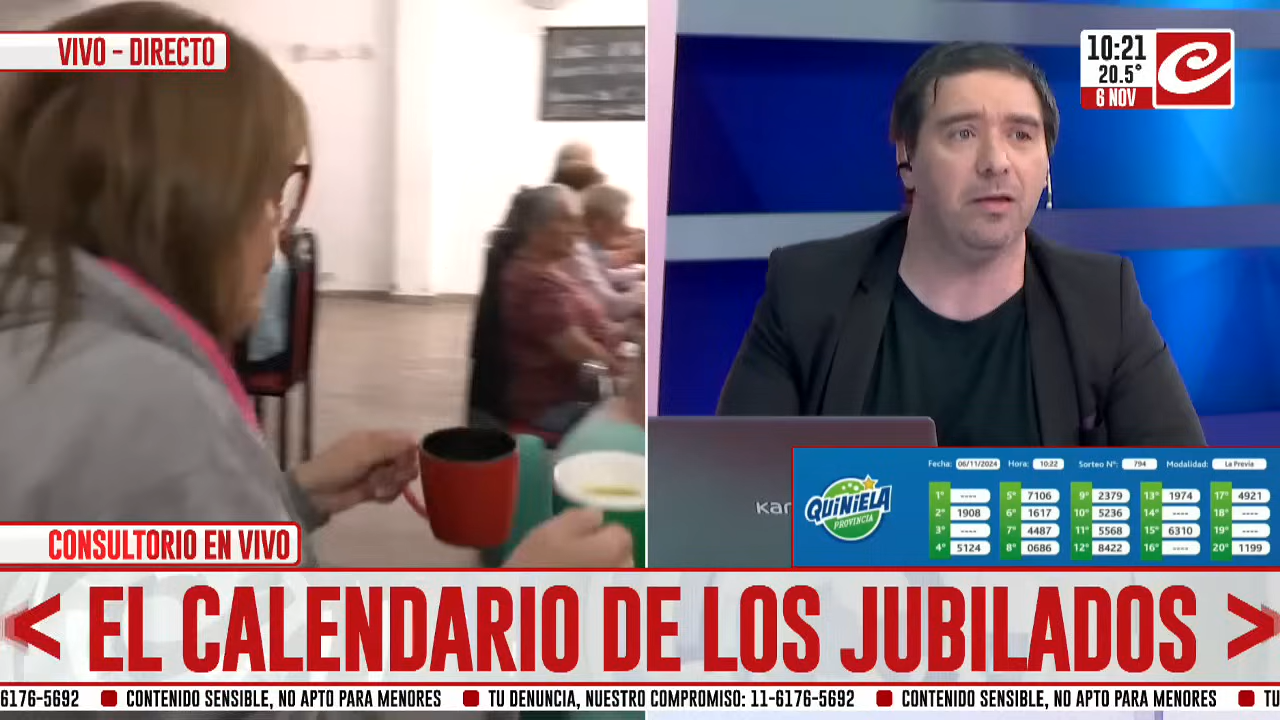 VIVO - DIRECTO
10:21
20.5°
6 NOV
KAN
Fecha: 06/11/2024 Hora: 10:22 Sorteo N°: 794 Modalidad: La Previa
QUINIELA
PROVINCIA
1° ---- 5° 7106 9° 2379 13° 1974 17° 4921
2° 1908 6° 1617 10° 5236 14° ---- 18° ----
3° ---- 7° 4487 11° 5568 15° 6310 19° ----
4° 5124 8° 0686 12° 8422 16° ---- 20° 1199
CONSULTORIO EN VIVO
< EL CALENDARIO DE LOS JUBILADOS >
6176-5692 CONTENIDO SENSIBLE, NO APTO PARA MENORES TU DENUNCIA, NUESTRO COMPROMISO: 11-6176-5692 CONTENIDO SENSIBLE, NO APTO PARA MENORES TU